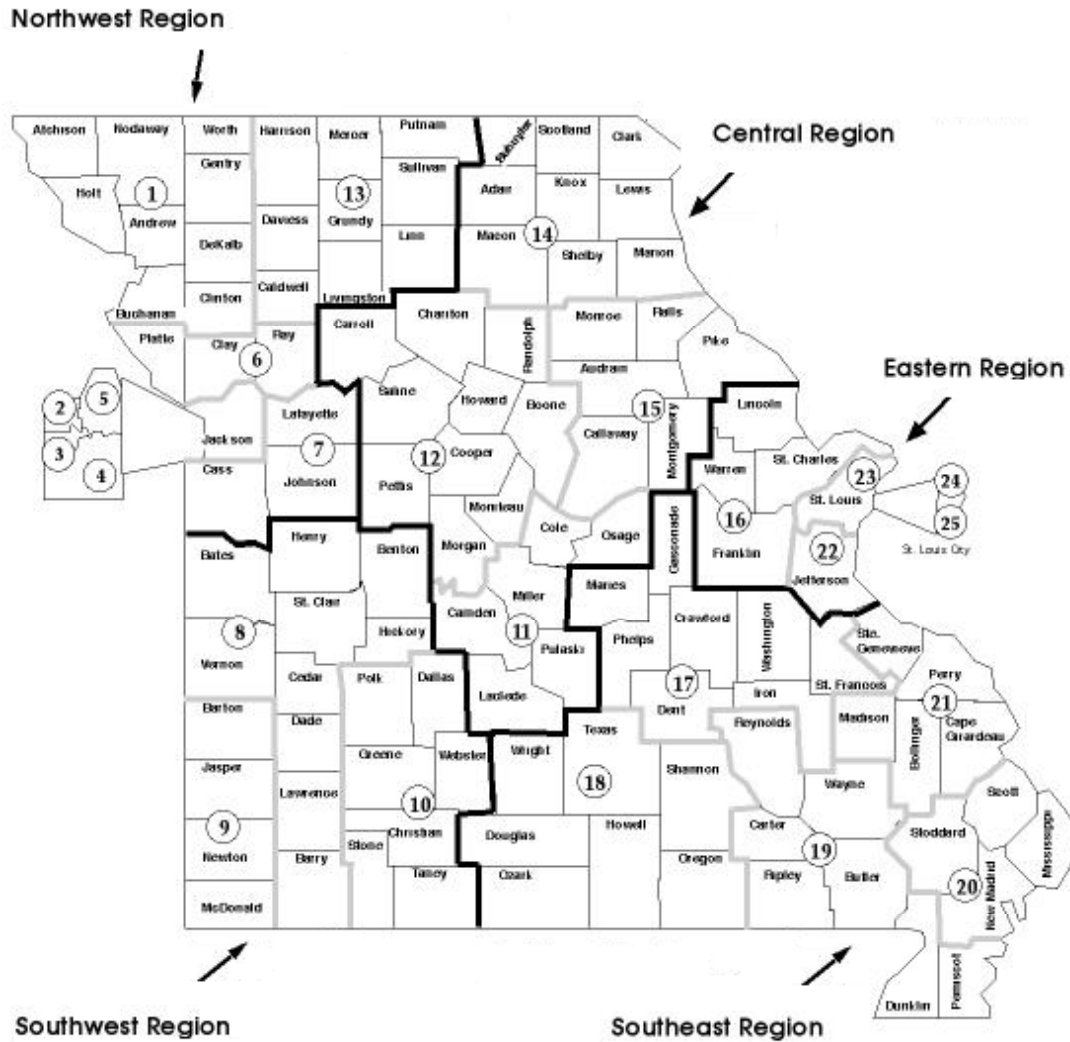 Northwest Region
Central Region
Eastern Region
Atchison
Nodaway
Worth
Harrison
Mercer
Putnam
Schuyler
Scotland
Clark
Gentry
Sullivan
Adair
Knox
Lewis
Holt
1
13
Andrew
Daviess
Grundy
DeKalb
Linn
Macon
14
Shelby
Marion
Clinton
Caldwell
Livingston
Buchanan
Carroll
Chariton
Randolph
Monroe
Ralls
Platte
Clay
Ray
6
Pike
Audrain
Saline
Howard
Boone
2
5
Lafayette
15
Lincoln
3
4
Jackson
7
Callaway
Montgomery
Cass
Johnson
Pettis
12
Cooper
Warren
St. Charles
23
24
St. Louis
25
St. Louis City
Moniteau
16
Cole
Osage
Gasconade
Franklin
22
Jefferson
Bates
Henry
Benton
Morgan
Miller
Maries
St. Clair
Camden
Crawford
Washington
Ste.
Genevieve
8
Hickory
11
Phelps
Pulaski
Vernon
Cedar
Polk
Dallas
Laclede
17
Dent
Iron
St. Francois
Perry
21
Barton
Dade
Texas
Reynolds
Madison
Bollinger
Cape
Girardeau
Greene
Webster
Wright
Jasper
Lawrence
10
18
Shannon
Wayne
Scott
Mississippi
9
Newton
Christian
Douglas
Howell
Carter
19
Stoddard
Stone
Barry
Taney
Ozark
Oregon
Ripley
Butler
20
New Madrid
McDonald
Dunklin
Pemiscot
Southwest Region
Southeast Region